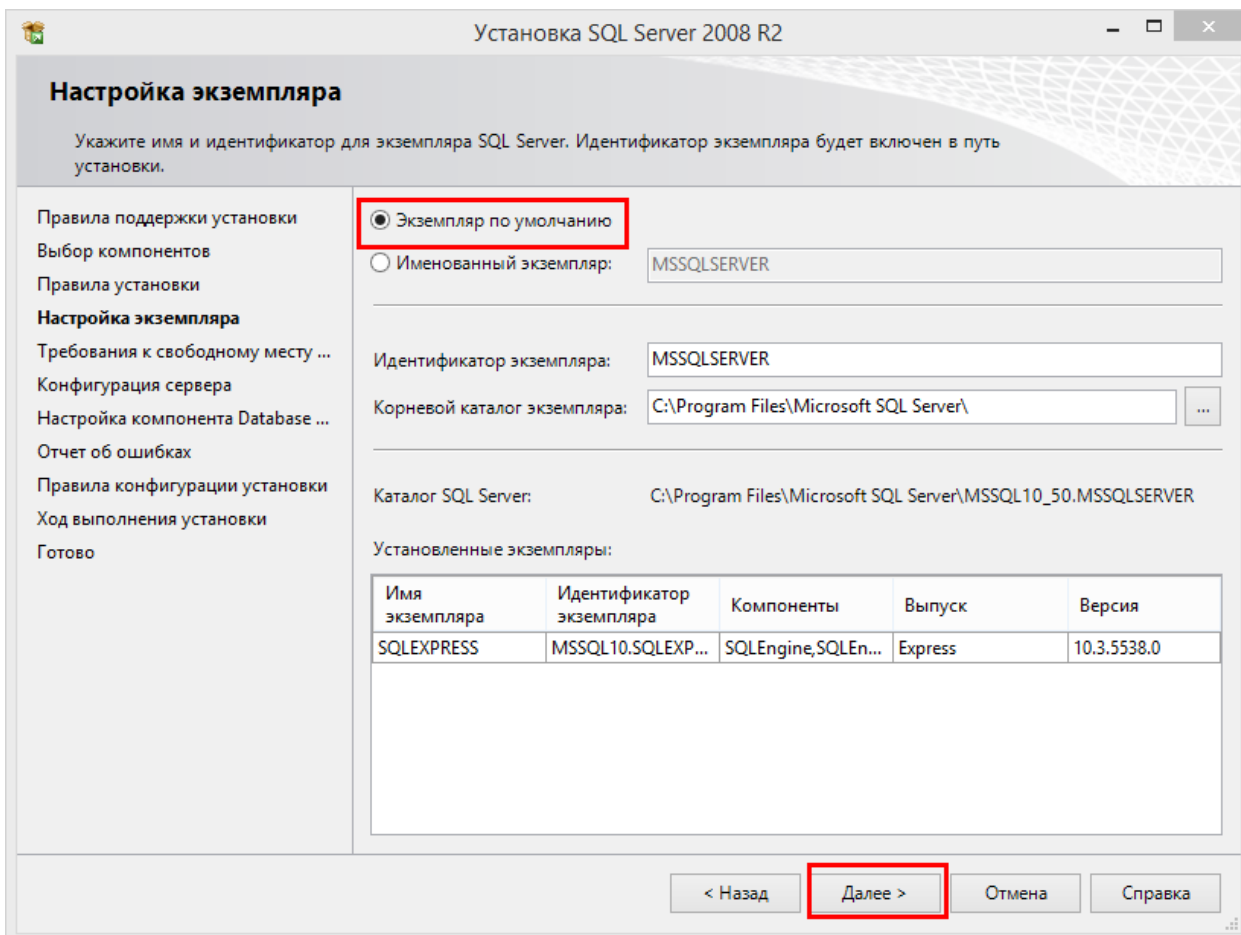 Установка SQL Server 2008 R2
Настройка экземпляра
Укажите имя и идентификатор для экземпляра SQL Server. Идентификатор экземпляра будет включен в путь
установки.
Правила поддержки установки
Выбор компонентов
Правила установки
Настройка экземпляра
Требования к свободному месту ...
Конфигурация сервера
Настройка компонента Database ...
Отчет об ошибках
Правила конфигурации установки
Ход выполнения установки
Готово
Экземпляр по умолчанию
Именованный экземпляр: MSSQLSERVER
Идентификатор экземпляра: MSSQLSERVER
Корневой каталог экземпляра: C:\Program Files\Microsoft SQL Server\ ...
Каталог SQL Server: C:\Program Files\Microsoft SQL Server\MSSQL10_50.MSSQLSERVER
Установленные экземпляры:
Имя экземпляра Идентификатор экземпляра Компоненты Выпуск Версия
SQLEXPRESS MSSQL10.SQLEXP... SQLEngine,SQLEn... Express 10.3.5538.0
< Назад Далее > Отмена Справка